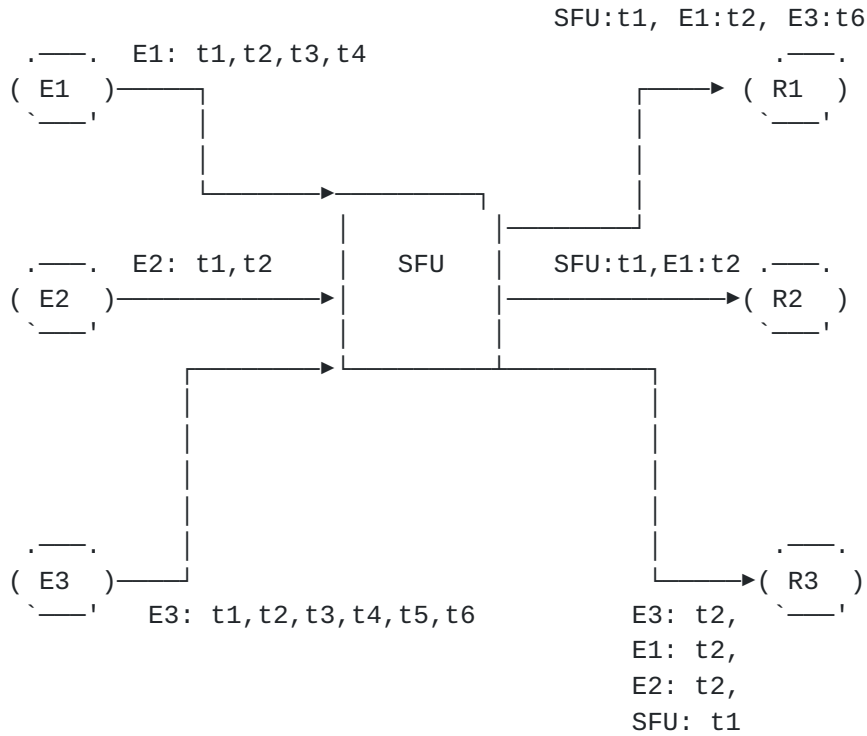 SFU:t1, E1:t2, E3:t6
E1: t1,t2,t3,t4
( E1 )
( R1 )
E2: t1,t2
SFU
SFU:t1,E1:t2
( E2 )
( R2 )
( E3 )
( R3 )
E3: t1,t2,t3,t4,t5,t6
E3: t2,
E1: t2,
E2: t2,
SFU: t1